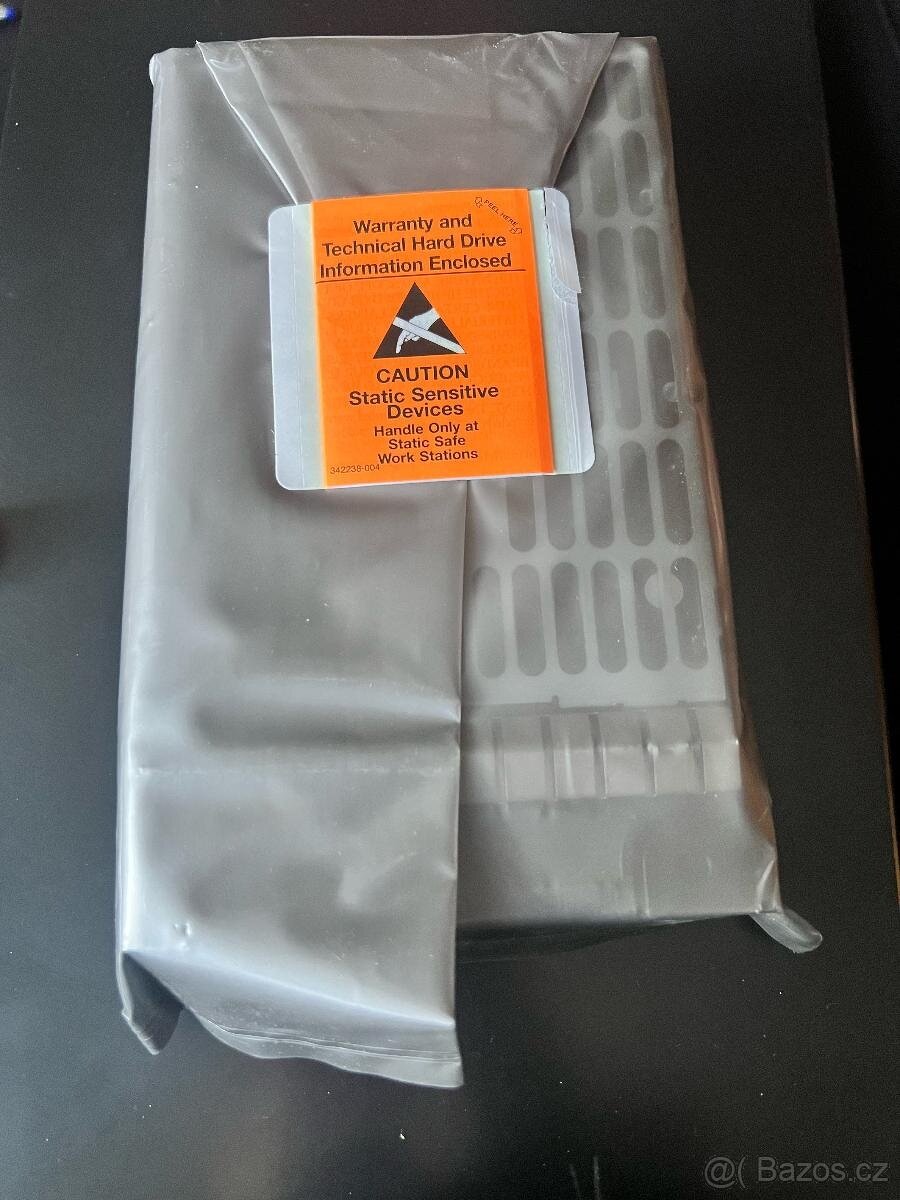 PEEL HERE
Warranty and
Technical Hard Drive
Information Enclosed
CAUTION
Static Sensitive
Devices
Handle Only at
Static Safe
Work Stations
342238-004
@( Bazos.cz